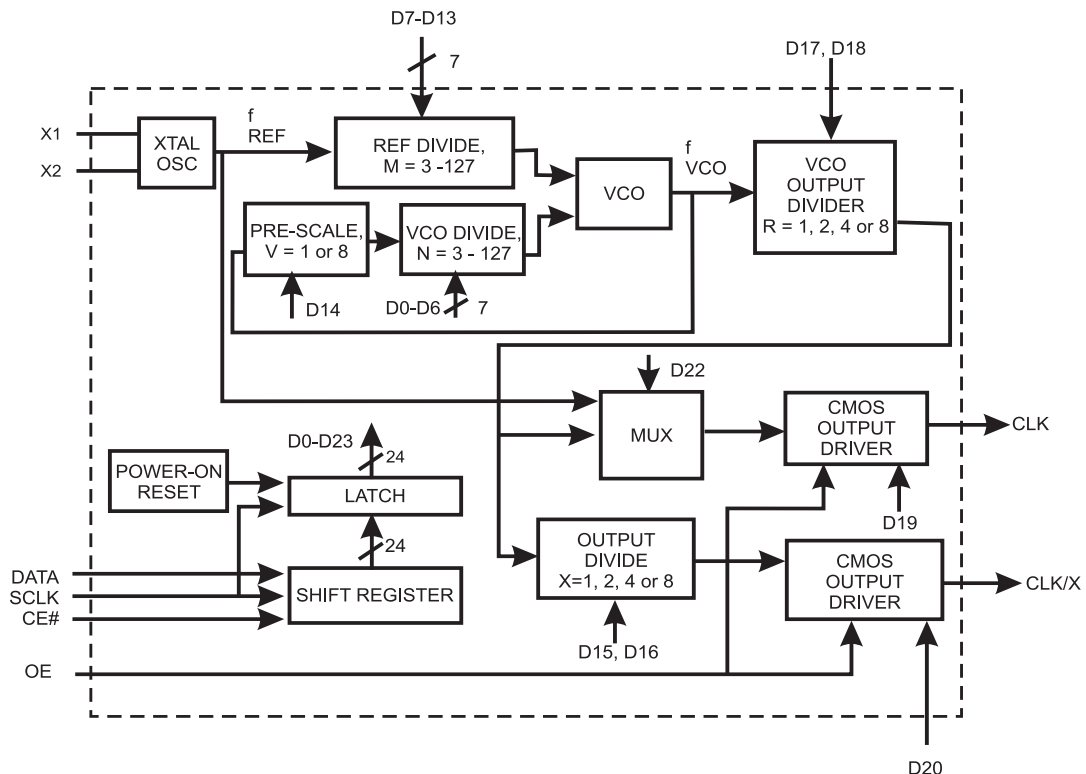 D7-D13
7
D17, D18
X1
X2
XTAL
OSC
f
REF
REF DIVIDE,
M = 3 -127
VCO
f
VCO
VCO
OUTPUT
DIVIDER
R = 1, 2, 4 or 8
PRE-SCALE,
V = 1 or 8
VCO DIVIDE,
N = 3 - 127
D14
D0-D6
7
D22
MUX
CMOS
OUTPUT
DRIVER
CLK
D19
D0-D23
24
POWER-ON
RESET
LATCH
24
SHIFT REGISTER
DATA
SCLK
CE#
OE
OUTPUT
DIVIDE
X=1, 2, 4 or 8
D15, D16
CMOS
OUTPUT
DRIVER
CLK/X
D20